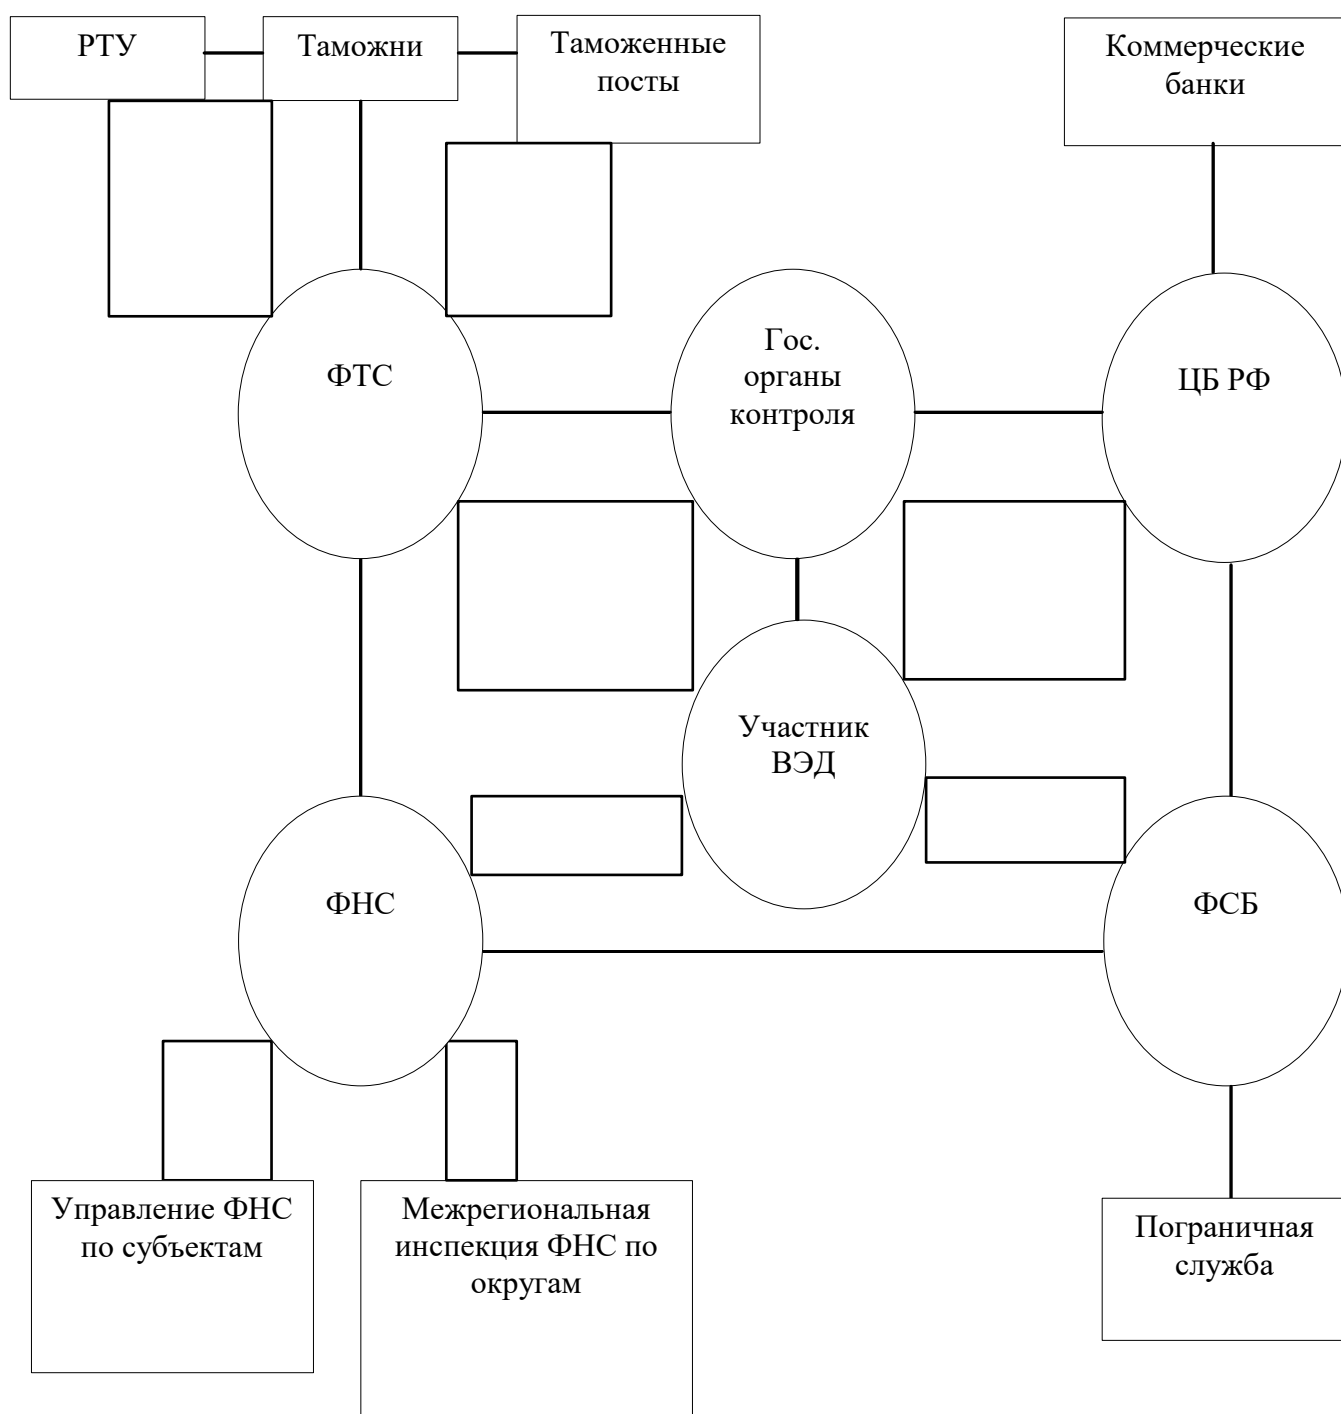 РТУ
Таможни
Таможенные
посты
Коммерческие
банки
ФТС
Гос.
органы
контроля
ЦБ РФ
Участник
ВЭД
ФНС
ФСБ
Управление ФНС
по субъектам
Межрегиональная
инспекция ФНС по
округам
Пограничная
служба